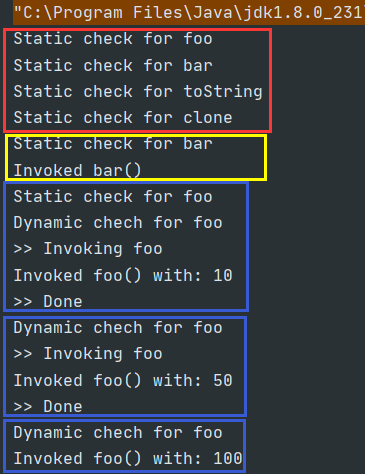 "C:\Program Files\Java\jdk1.8.0_231\
Static check for foo
Static check for bar
Static check for toString
Static check for clone
Static check for bar
Invoked bar()
Static check for foo
Dynamic chech for foo
>> Invoking foo
Invoked foo() with: 10
>> Done
Dynamic chech for foo
>> Invoking foo
Invoked foo() with: 50
>> Done
Dynamic chech for foo
Invoked foo() with: 100